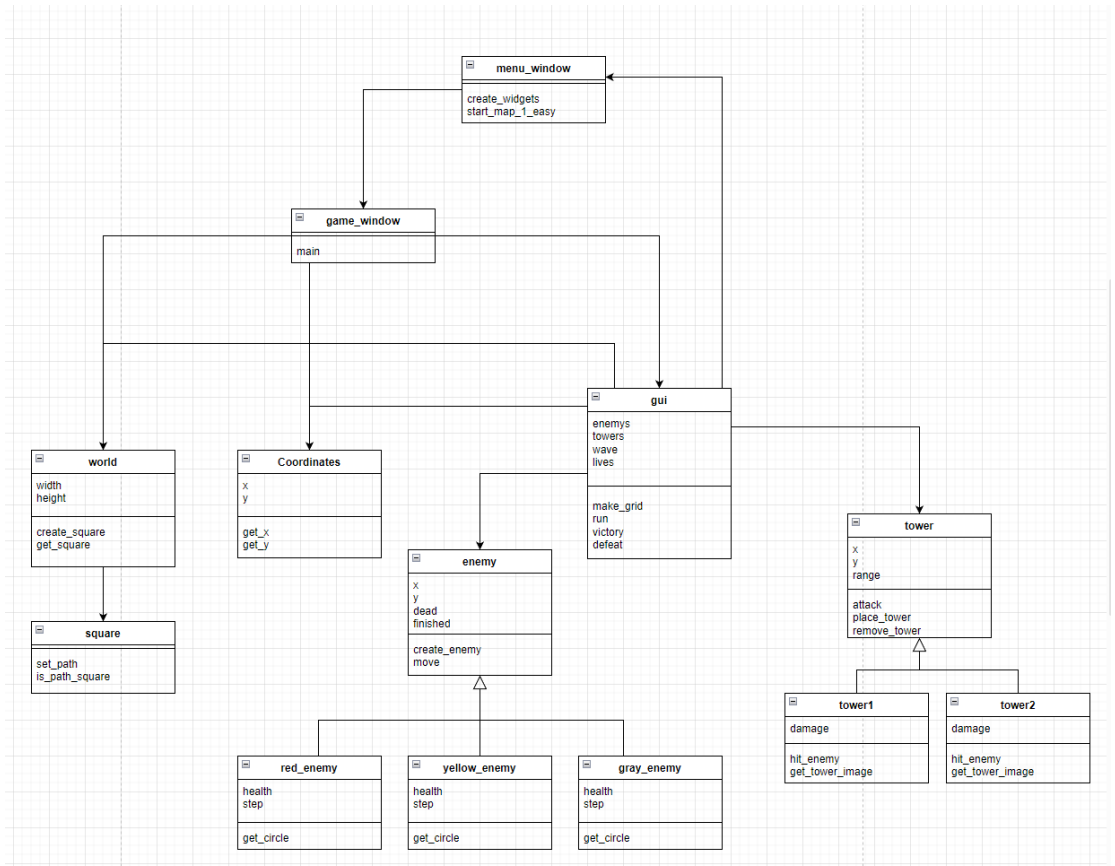 menu_window
create_widgets
start_map_1_easy
game_window
main
gui
enemys
towers
wave
lives
make_grid
run
victory
defeat
world
width
height
create_square
get_square
Coordinates
x
y
get_x
get_y
enemy
x
y
dead
finished
create_enemy
move
tower
x
y
range
attack
place_tower
remove_tower
square
set_path
is_path_square
tower1
damage
hit_enemy
get_tower_image
tower2
damage
hit_enemy
get_tower_image
red_enemy
health
step
get_circle
yellow_enemy
health
step
get_circle
gray_enemy
health
step
get_circle